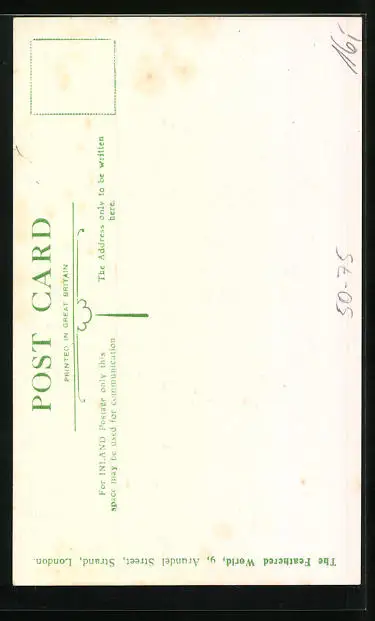 POST CARD
PRINTED IN GREAT BRITAIN
For INLAND Postage only this
space may be used for communication
The Address only to be written
here.
The Feathered World, 9, Arundel Street, Strand, London.
50-75